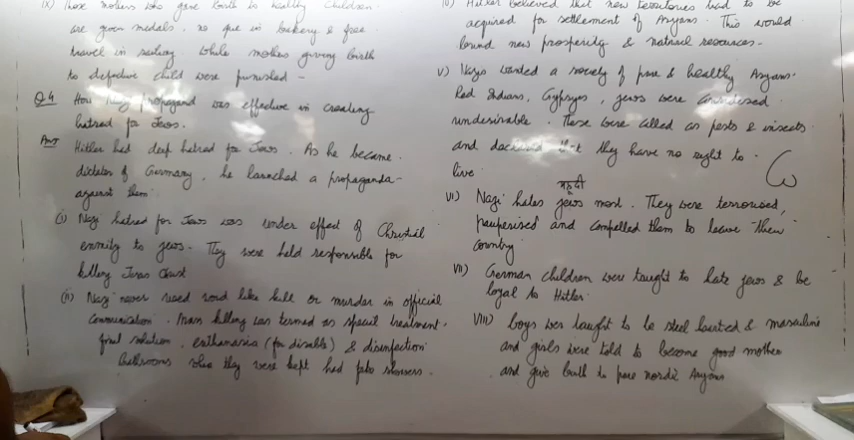 ix) Those mothers who gave birth to healthy children
are given medals, no que in bakery & free
travel in railway. While mothers giving birth
to defective child were punished -
Q.4 How Nazi propagand was effective in creating
hatred for Jews.
Ans Hitler had deep hatred for Jews. As he became
dictator of Germany, he launched a propaganda
against them.
(i) Nazi hatred for Jews was under effect of Christian
enmity to Jews. They were held responsible for
killing Jesus Christ
(ii) Nazi never used word like kill or murder in official
communication. Mass killing was termed as special treatment,
final solution, euthanasia (for disable) & disinfection
Bathrooms they were kept had fake showers.
iv) Hitler believed that new territories had to be
acquired for settlement of Aryans. This would
new prosperity & natural resources.
v) Nazis wanted a society of pure & healthy Aryans.
Red Indians, Gypsyes, Jews were considered
undesirable. These were called as pests & insects
and they have no right to
live
यहूदी
vi) Nazi hates Jews most. They were terrorised,
pauperised and compelled them to leave their
country
vii) German children were taught to hate Jews & be
loyal to Hitler.
viii) boys were taught to be steel hearted & masculine
and girls were told to become good mother
and give birth to pure nordic Aryans